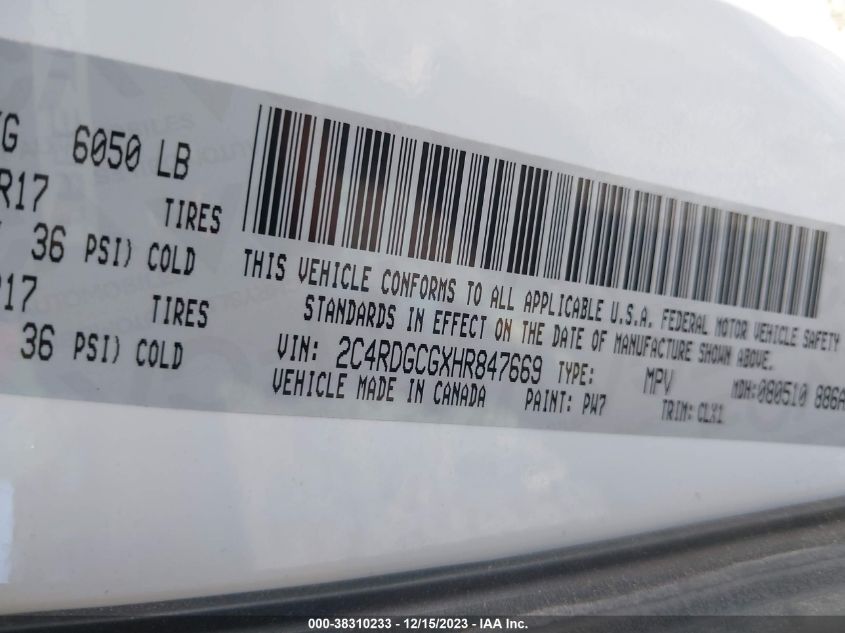 G 6050 LB
R17 TIRES
36 PSI) COLD
R17 TIRES
36 PSI) COLD
THIS VEHICLE CONFORMS TO ALL APPLICABLE U.S.A. FEDERAL MOTOR VEHICLE SAFETY
STANDARDS IN EFFECT ON THE DATE OF MANUFACTURE SHOWN ABOVE.
VIN: 2C4RDGCGXHR847669 TYPE: MPV MDH:080510 886A
VEHICLE MADE IN CANADA PAINT: PW7 TRIM: GLX1
000-38310233 - 12/15/2023 - IAA Inc.